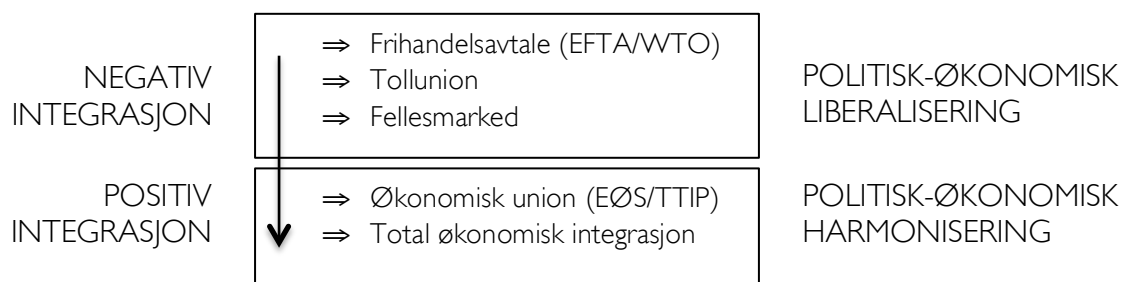 NEGATIV
INTEGRASJON
⇒ Frihandelsavtale (EFTA/WTO)
⇒ Tollunion
⇒ Fellesmarked
POLITISK-ØKONOMISK
LIBERALISERING
POSITIV
INTEGRASJON
⇒ Økonomisk union (EØS/TTIP)
⇒ Total økonomisk integrasjon
POLITISK-ØKONOMISK
HARMONISERING